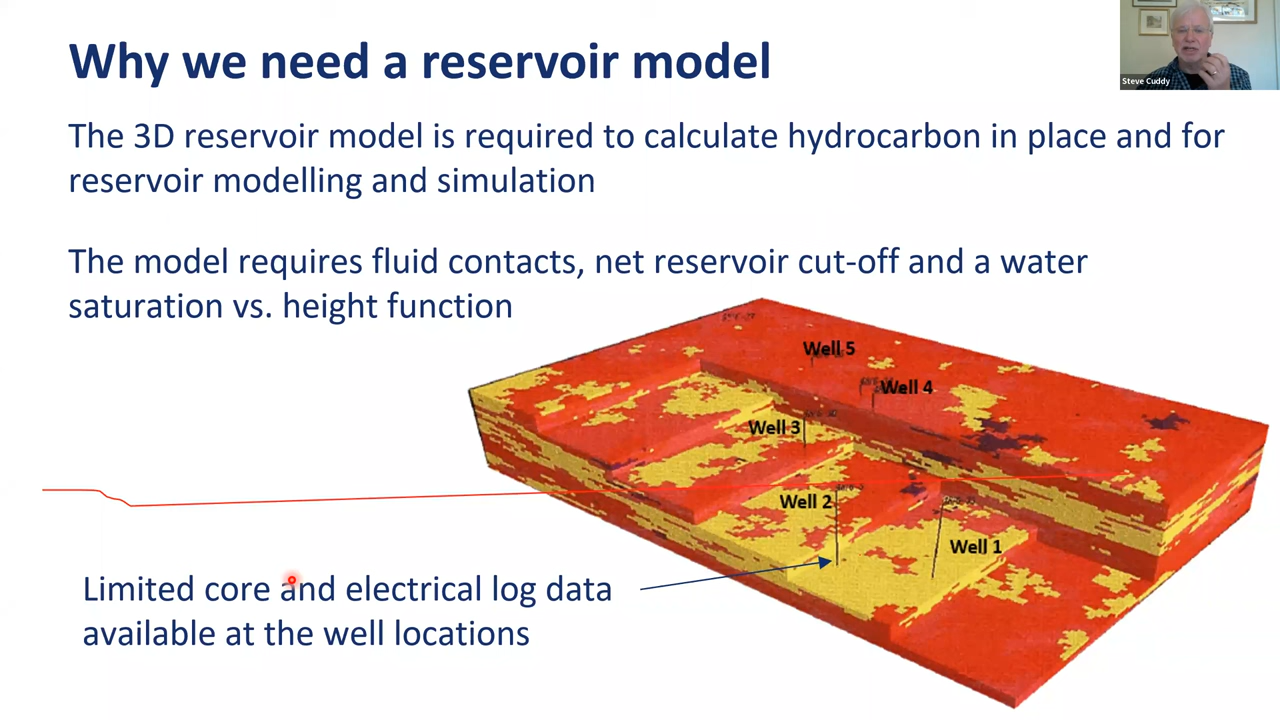 Why we need a reservoir model
Steve Cuddy
The 3D reservoir model is required to calculate hydrocarbon in place and for
reservoir modelling and simulation
The model requires fluid contacts, net reservoir cut-off and a water
saturation vs. height function
Well 5
Well 4
Well 3
Well 2
Well 1
Limited core and electrical log data
available at the well locations